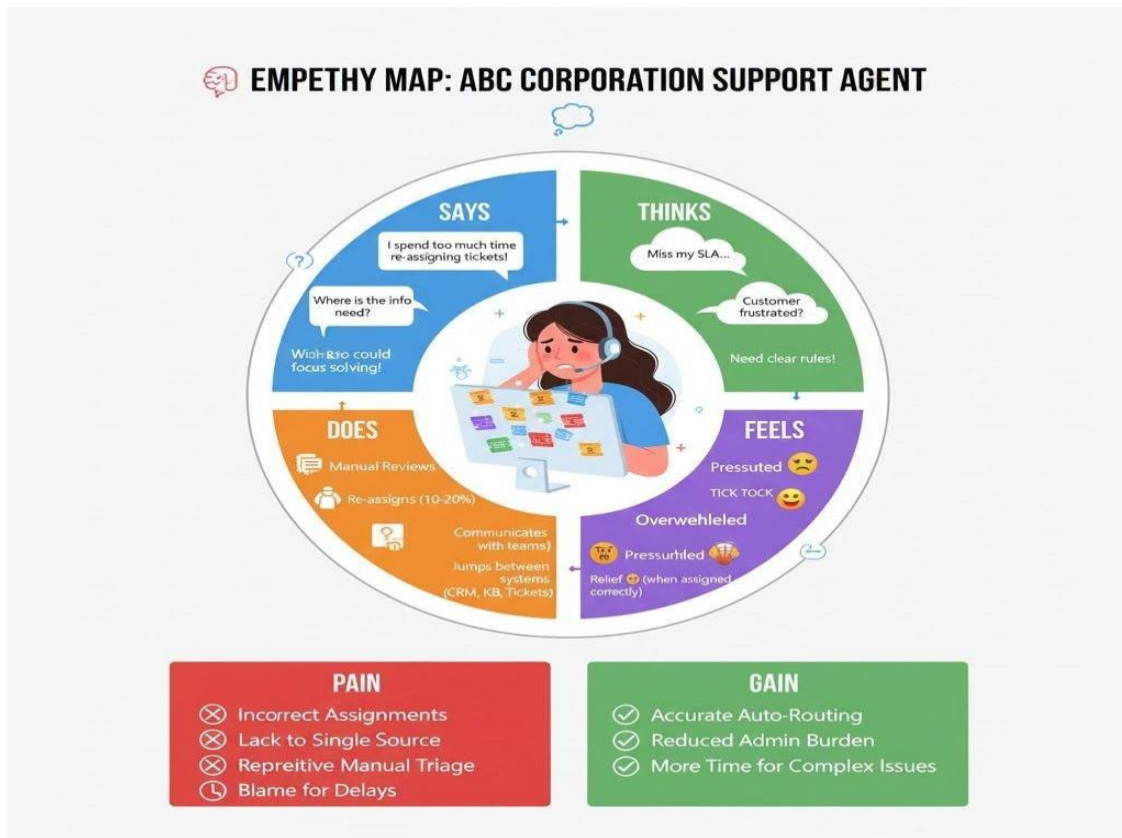 EMPETHY MAP: ABC CORPORATION SUPPORT AGENT
SAYS
I spend too much time
re-assigning tickets!
Where is the info
need?
could
focus solving!
THINKS
Miss my SLA...
Customer
frustrated?
Need clear rules!
DOES
Manual Reviews
Re-assigns (10-20%)
Communicates
with teams)
Jumps between
systems
(CRM, KB, Tickets)
FEELS
Pressuted
TICK TOCK
Overwehleled
Relief (when assigned
correctly)
PAIN
Incorrect Assignments
Lack to Single Source
Repreitive Manual Triage
Blame for Delays
GAIN
Accurate Auto-Routing
Reduced Admin Burden
More Time for Complex Issues